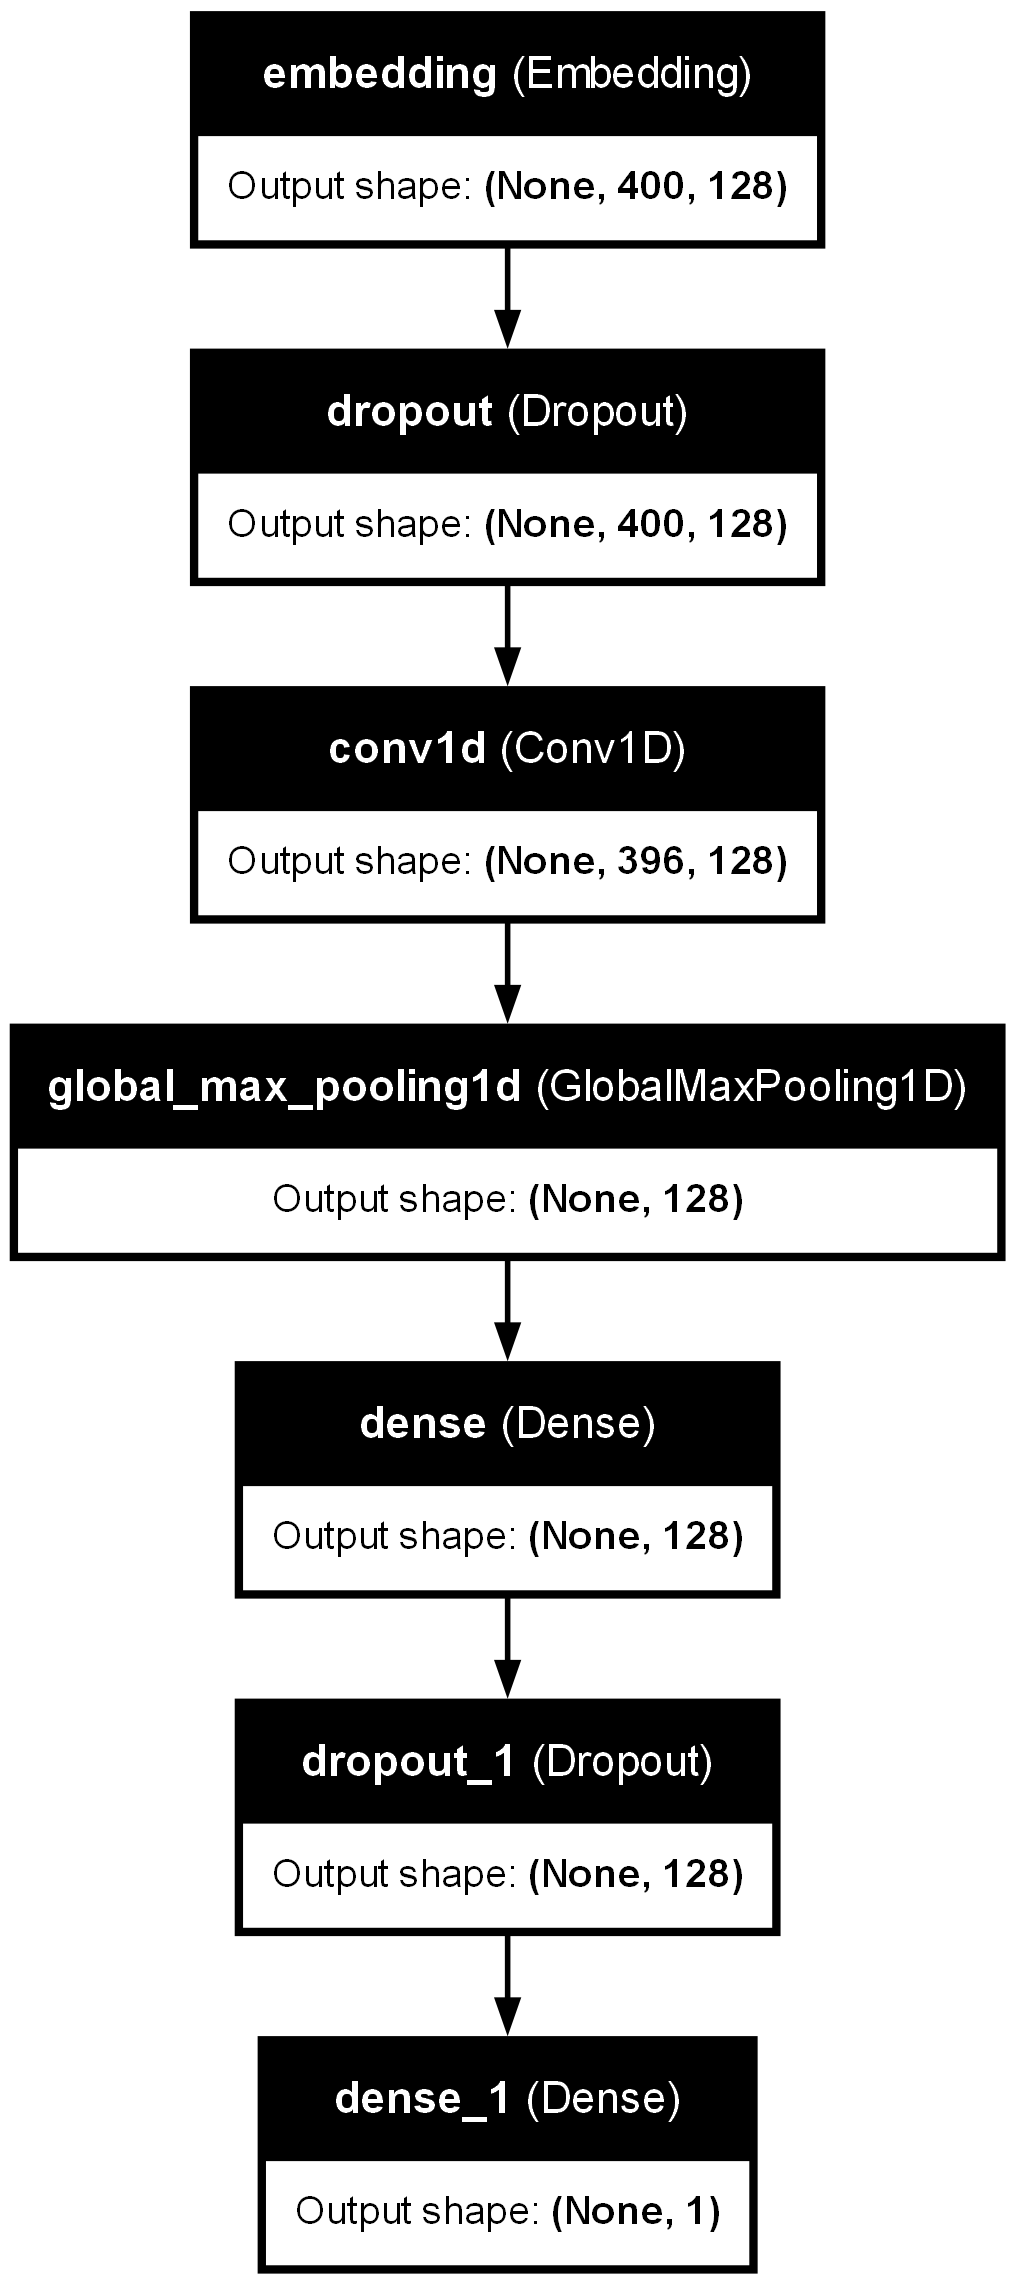 embedding (Embedding)
Output shape: (None, 400, 128)
dropout (Dropout)
Output shape: (None, 400, 128)
conv1d (Conv1D)
Output shape: (None, 396, 128)
global_max_pooling1d (GlobalMaxPooling1D)
Output shape: (None, 128)
dense (Dense)
Output shape: (None, 128)
dropout_1 (Dropout)
Output shape: (None, 128)
dense_1 (Dense)
Output shape: (None, 1)